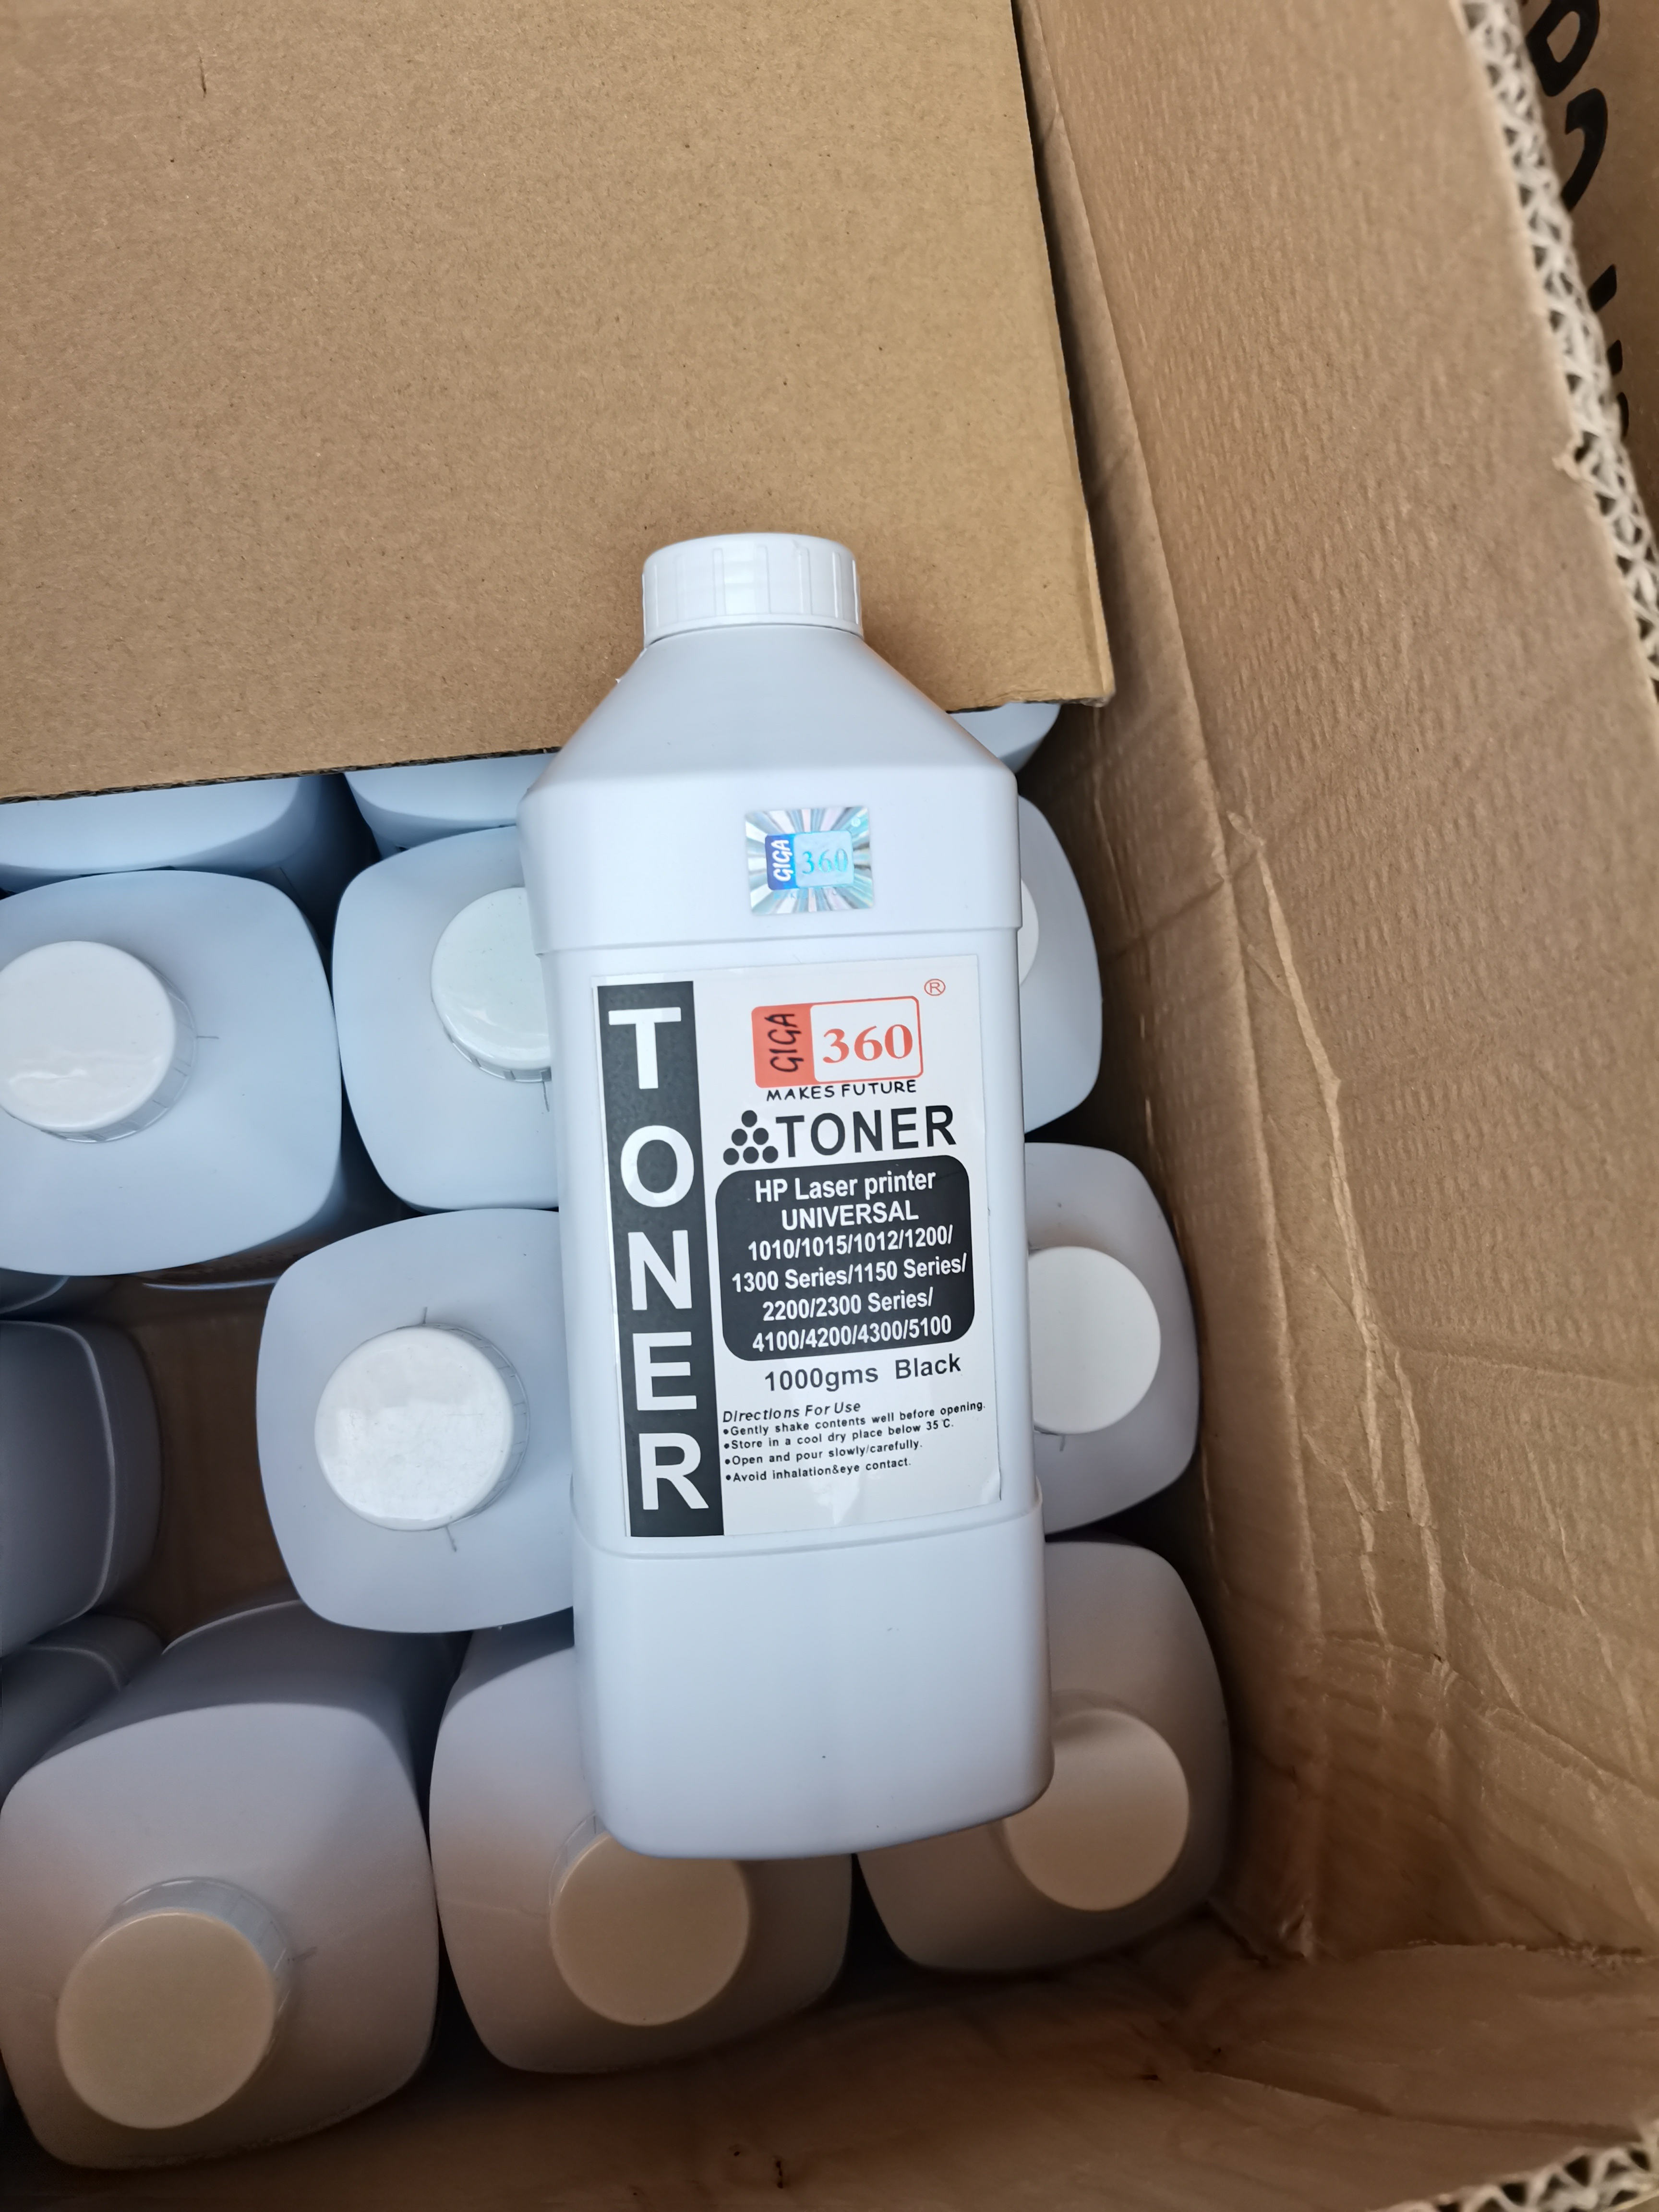 GIGA 360
TONER
®
GIGA 360
MAKES FUTURE
TONER
HP Laser printer
UNIVERSAL
1010/1015/1012/1200/
1300 Series/1150 Series/
2200/2300 Series/
4100/4200/4300/5100
1000gms Black
Directions For Use
•Gently shake contents well before opening.
•Store in a cool dry place below 35℃.
•Open and pour slowly/carefully.
•Avoid inhalation&eye contact.